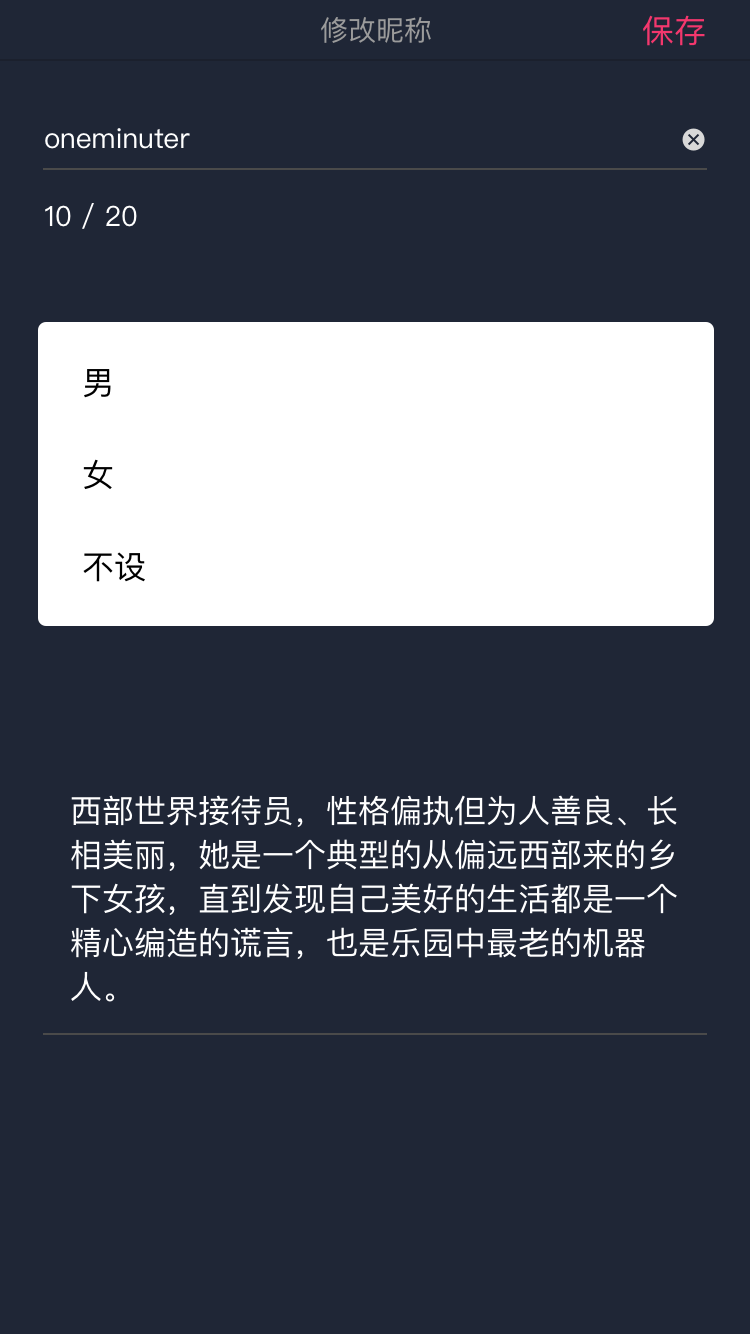 修改昵称
保存
oneminuter
10 / 20
男
女
不设
西部世界接待员，性格偏执但为人善良、长
相美丽，她是一个典型的从偏远西部来的乡
下女孩，直到发现自己美好的生活都是一个
精心编造的谎言，也是乐园中最老的机器
人。